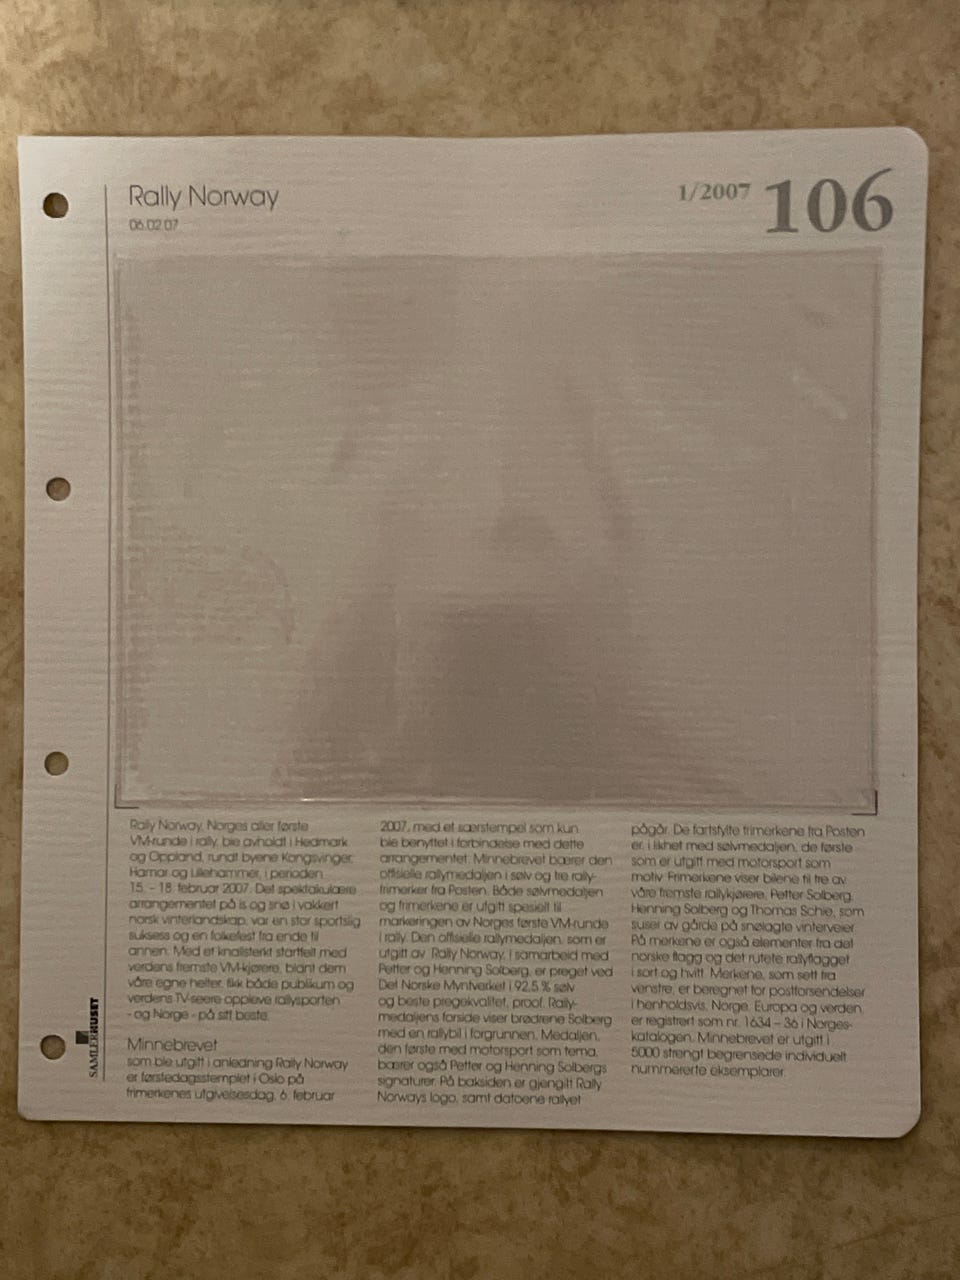 Rally Norway
06.02.07
1/2007 106
Rally Norway, Norges aller første
VM-runde i rally, ble avholdt i Hedmark
og Oppland, rundt byene Kongsvinger,
Hamar og Lillehammer, i perioden
15. - 18. februar 2007. Det spektakulære
arrangementet på is og snø i vakkert
norsk vinterlandskap, var en stor sportslig
suksess og en folkefest fra ende til
annen. Med et knallsterkt startfelt med
verdens fremste VM-kjørere, blant dem
våre egne helter, fikk både publikum og
verdens TV-seere oppleve rallysporten
- og Norge - på sitt beste.
Minnebrevet
som ble utgitt i anledning Rally Norway
er førstedagsstemplet i Oslo på
frimerkenes utgivelsesdag, 6. februar
2007, med et særstempel som kun
ble benyttet i forbindelse med dette
arrangementet. Minnebrevet bærer den
offisielle rallymedaljen i sølv og tre rally-
frimerker fra Posten. Både sølvmedaljen
og frimerkene er utgitt spesielt til
markeringen av Norges første VM-runde
i rally. Den offisielle rallymedaljen, som er
utgitt av Rally Norway, i samarbeid med
Petter og Henning Solberg, er preget ved
Det Norske Myntverket i 92,5 % sølv
og beste pregekvalitet, proof. Rally-
medaljens forside viser brødrene Solberg
med en rallybil i forgrunnen. Medaljen,
den første med motorsport som tema,
bærer også Petter og Henning Solbergs
signaturer. På baksiden er gjengitt Rally
Norways logo, samt datoene rallyet
pågår. De fartsfylte frimerkene fra Posten
er, i likhet med sølvmedaljen, de første
som er utgitt med motorsport som
motiv. Frimerkene viser bilene til tre av
våre fremste rallykjørere, Petter Solberg,
Henning Solberg og Thomas Schie, som
suser av gårde på snølagte vinterveier.
På merkene er også elementer fra det
norske flagg og det rutete rallyflagget
i sort og hvitt. Merkene, som sett fra
venstre, er beregnet for postforsendelser
i henholdsvis, Norge, Europa og verden,
er registrert som nr. 1634 – 36 i Norges-
katalogen. Minnebrevet er utgitt i
5000 strengt begrensede individuelt
nummererte eksemplarer.
SAMLERHUSET